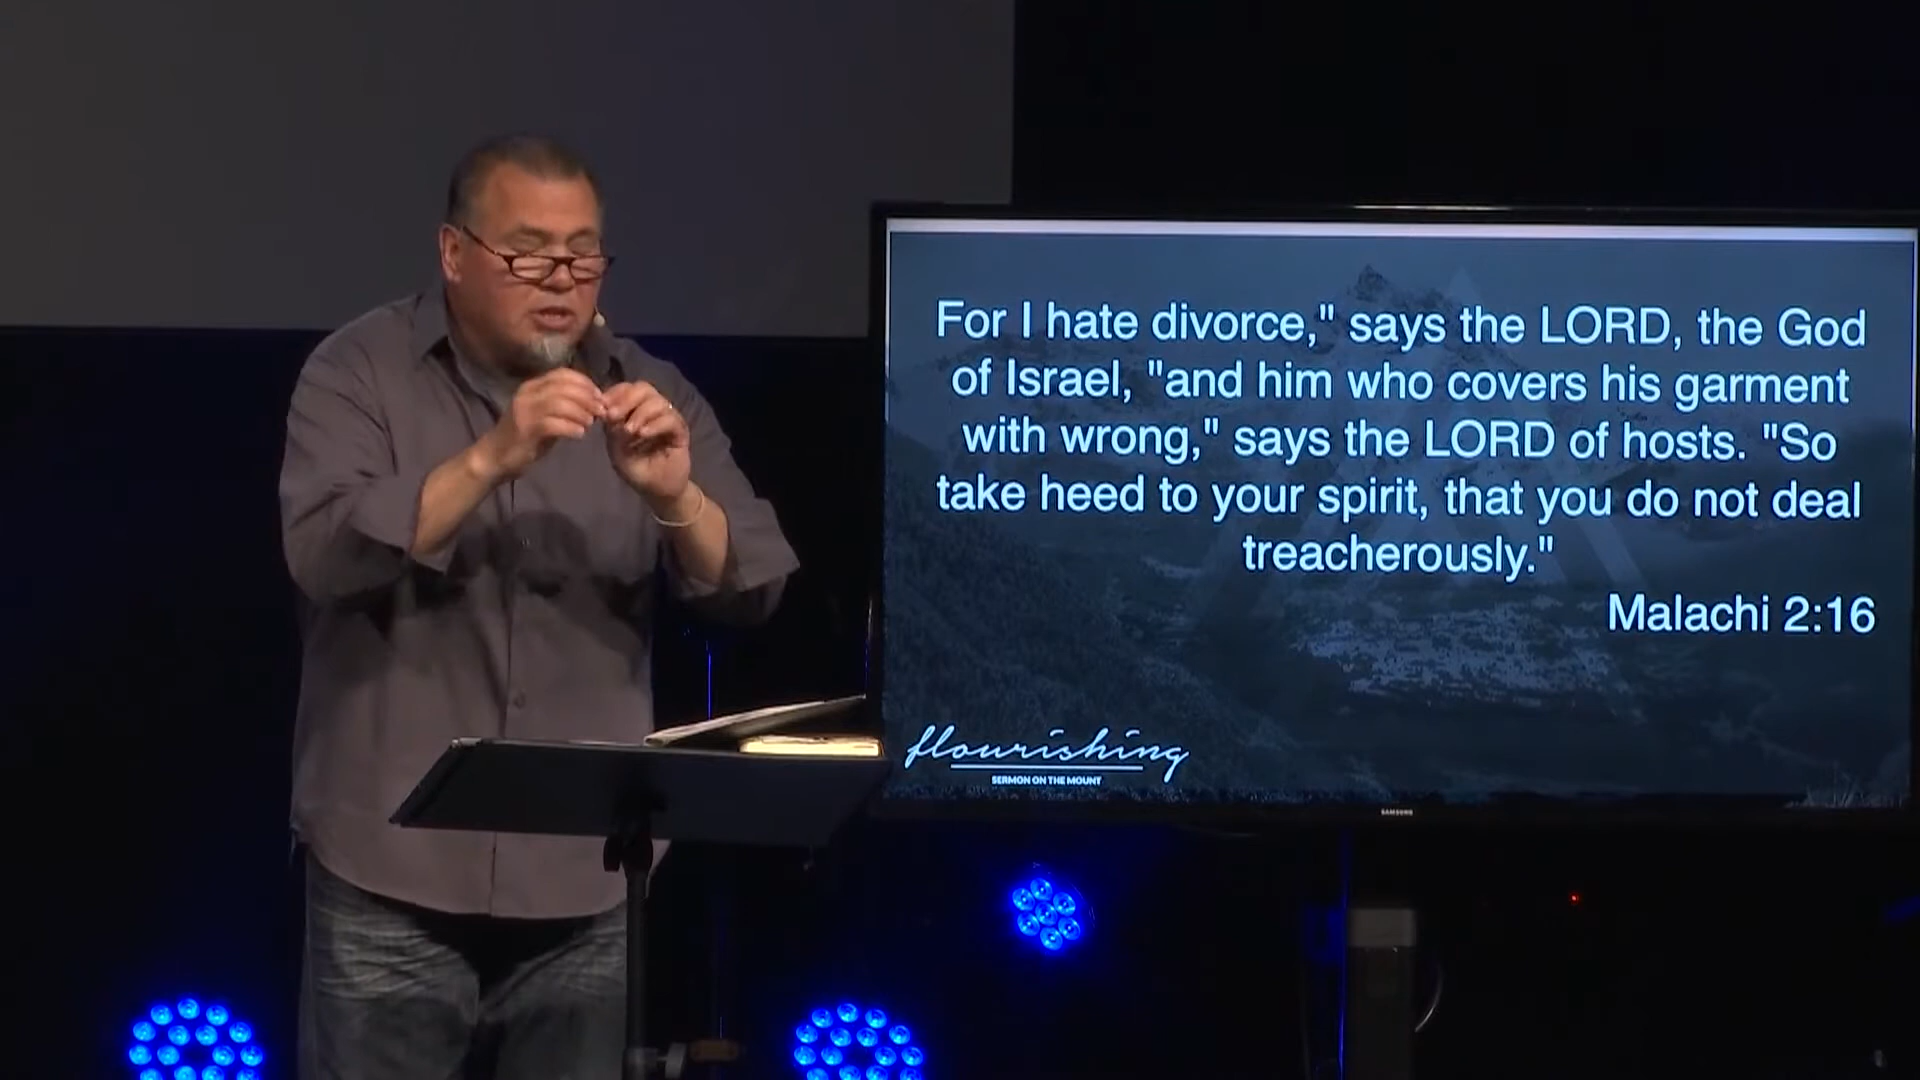 For I hate divorce," says the LORD, the God
of Israel, "and him who covers his garment
with wrong," says the LORD of hosts. "So
take heed to your spirit, that you do not deal
treacherously."
Malachi 2:16
flourishing
SERMON ON THE MOUNT
SAMSUNG